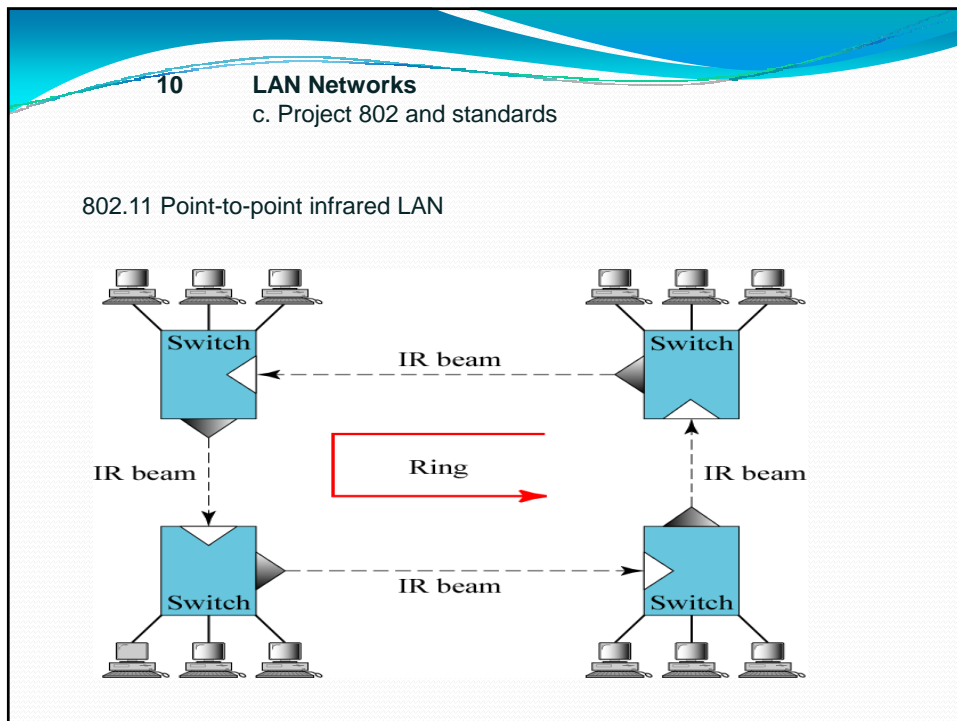 10 LAN Networks
c. Project 802 and standards
802.11 Point-to-point infrared LAN
Switch
Switch
IR beam
IR beam
Ring
IR beam
IR beam
Switch
Switch